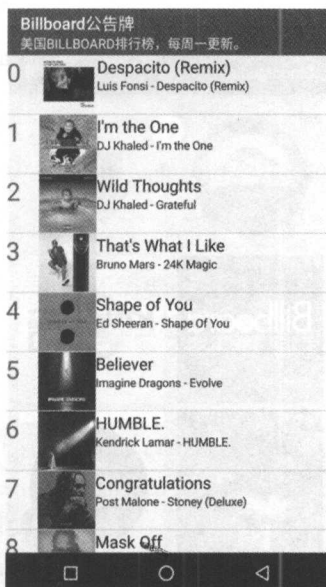 Billboard公告牌
美国BILLBOARD排行榜，每周一更新。
0
Despacito (Remix)
Luis Fonsi - Despacito (Remix)
1
I'm the One
DJ Khaled - I'm the One
2
Wild Thoughts
DJ Khaled - Grateful
3
That's What I Like
Bruno Mars - 24K Magic
4
Shape of You
Ed Sheeran - Shape Of You
5
Believer
Imagine Dragons - Evolve
6
HUMBLE.
Kendrick Lamar - HUMBLE.
7
Congratulations
Post Malone - Stoney (Deluxe)
8
Mask Off